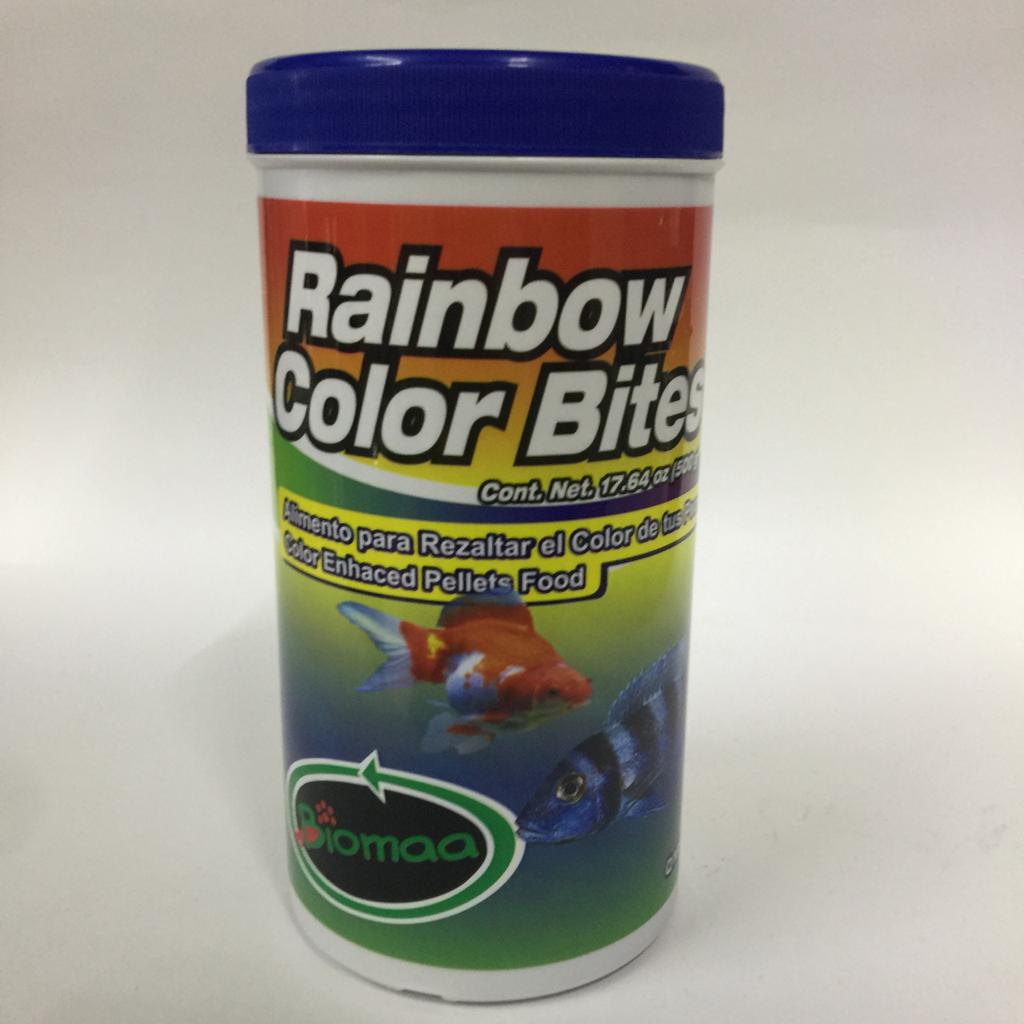 Rainbow
Color Bites
Cont. Net. 17.64 oz (500 g
Alimento para Rezaltar el Color de tus
Color Enhaced Pellets Food
Biomaa